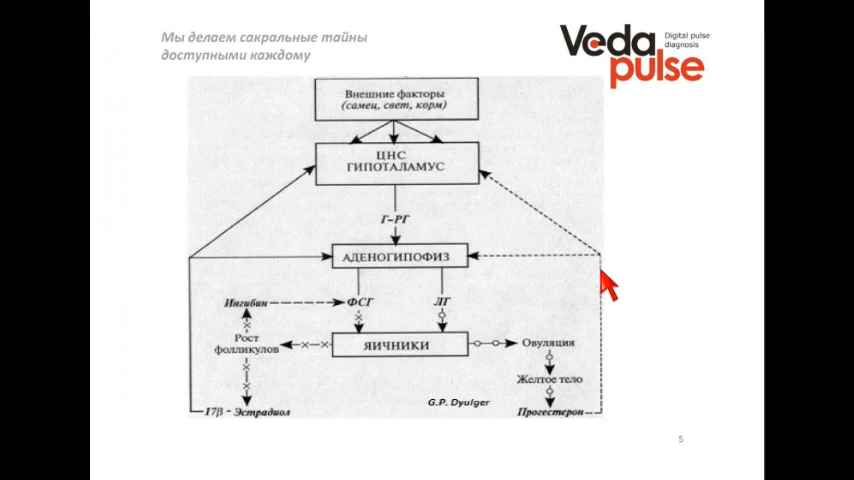 Мы делаем сакральные тайны
доступными каждому
Veda
pulse
Digital pulse
diagnosis
Внешние факторы
(самец, свет, корм)
ЦНС
ГИПОТАЛАМУС
Г-РГ
АДЕНОГИПОФИЗ
Ингибин
ФСГ
ЛГ
Рост
фолликулов
ЯИЧНИКИ
Овуляция
Желтое тело
17β - Эстрадиол
G.P. Dyulger
Прогестерон
5